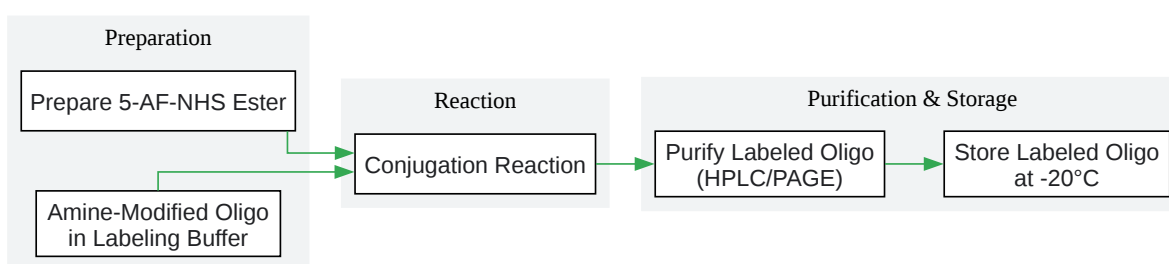 Preparation
Prepare 5-AF-NHS Ester
Amine-Modified Oligo
in Labeling Buffer
Reaction
Conjugation Reaction
Purification & Storage
Purify Labeled Oligo
(HPLC/PAGE)
Store Labeled Oligo
at -20°C